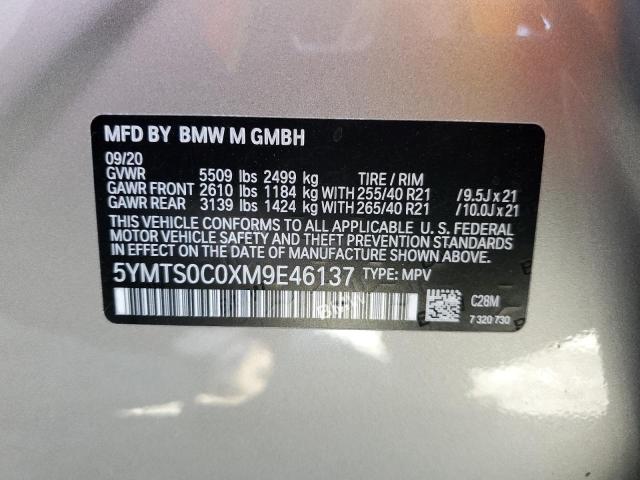 MFD BY BMW M GMBH
09/20
GVWR 5509 lbs 2499 kg TIRE / RIM
GAWR FRONT 2610 lbs 1184 kg WITH 255/40 R21 /9.5J x 21
GAWR REAR 3139 lbs 1424 kg WITH 265/40 R21 /10.0J x 21
THIS VEHICLE CONFORMS TO ALL APPLICABLE U. S. FEDERAL
MOTOR VEHICLE SAFETY AND THEFT PREVENTION STANDARDS
IN EFFECT ON THE DATE OF MANUFACTURE SHOWN ABOVE.
5YMTS0C0XM9E46137 TYPE: MPV
C28M
7 320 730
BMW